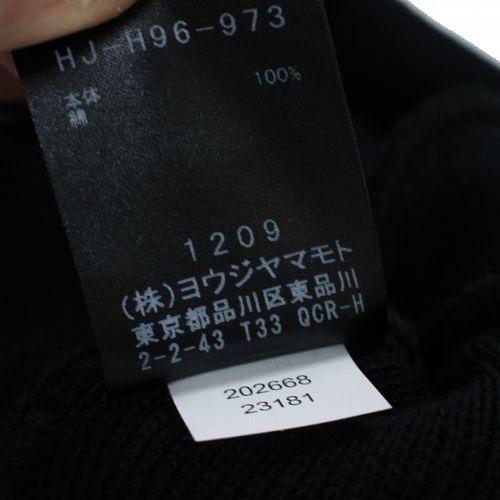 HJ-H96-973
本体
100%
1209
(株)ヨウジヤマモト
東京都品川区東品川
2-2-43 T33 QCR-H
202668
23181